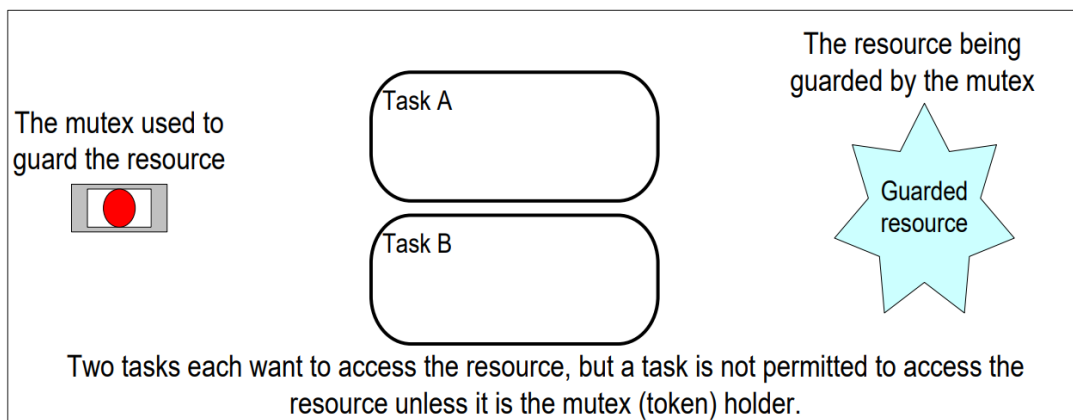 The resource being
guarded by the mutex
Task A
The mutex used to
guard the resource
Guarded
resource
Task B
Two tasks each want to access the resource, but a task is not permitted to access the
resource unless it is the mutex (token) holder.